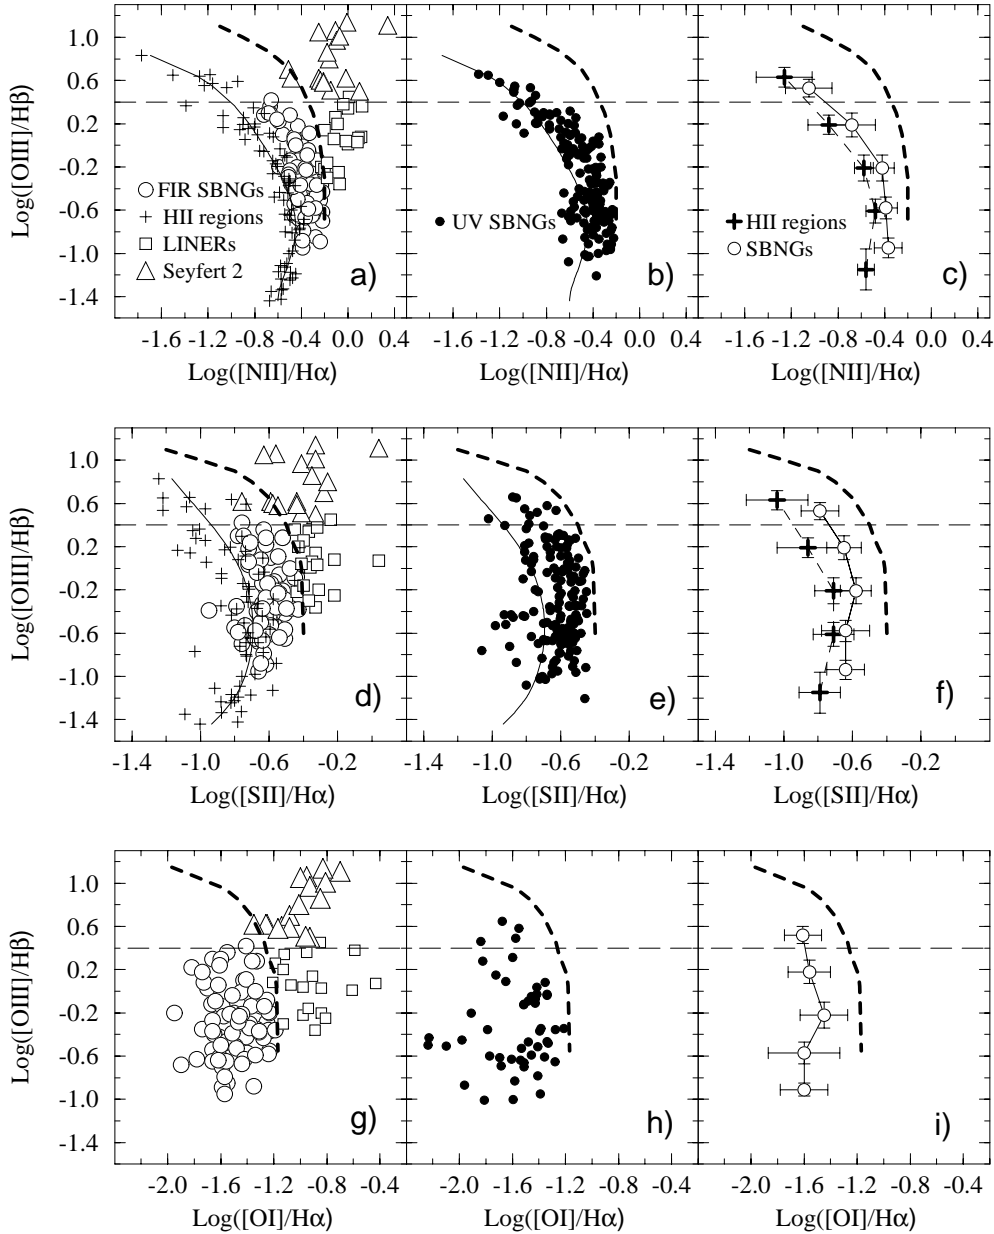 1.0
0.6
0.2
-0.2
-0.6
-1.0
-1.4
Log([OIII]/Hβ)
FIR SBNGs
HII regions
LINERs
Seyfert 2
a)
UV SBNGs
b)
HII regions
SBNGs
c)
-1.6 -1.2 -0.8 -0.4 0.0 0.4
-1.6 -1.2 -0.8 -0.4 0.0
-1.6 -1.2 -0.8 -0.4 0.0 0.4
Log([NII]/Hα)
Log([NII]/Hα)
Log([NII]/Hα)
1.0
0.6
0.2
-0.2
-0.6
-1.0
-1.4
Log([OIII]/Hβ)
d)
e)
f)
-1.4 -1.0 -0.6 -0.2
-1.4 -1.0 -0.6 -0.2
-1.4 -1.0 -0.6 -0.2
Log([SII]/Hα)
Log([SII]/Hα)
Log([SII]/Hα)
1.0
0.6
0.2
-0.2
-0.6
-1.0
-1.4
Log([OIII]/Hβ)
g)
h)
i)
-2.0 -1.6 -1.2 -0.8 -0.4
-2.0 -1.6 -1.2 -0.8 -0.4
-2.0 -1.6 -1.2 -0.8 -0.4
Log([OI]/Hα)
Log([OI]/Hα)
Log([OI]/Hα)